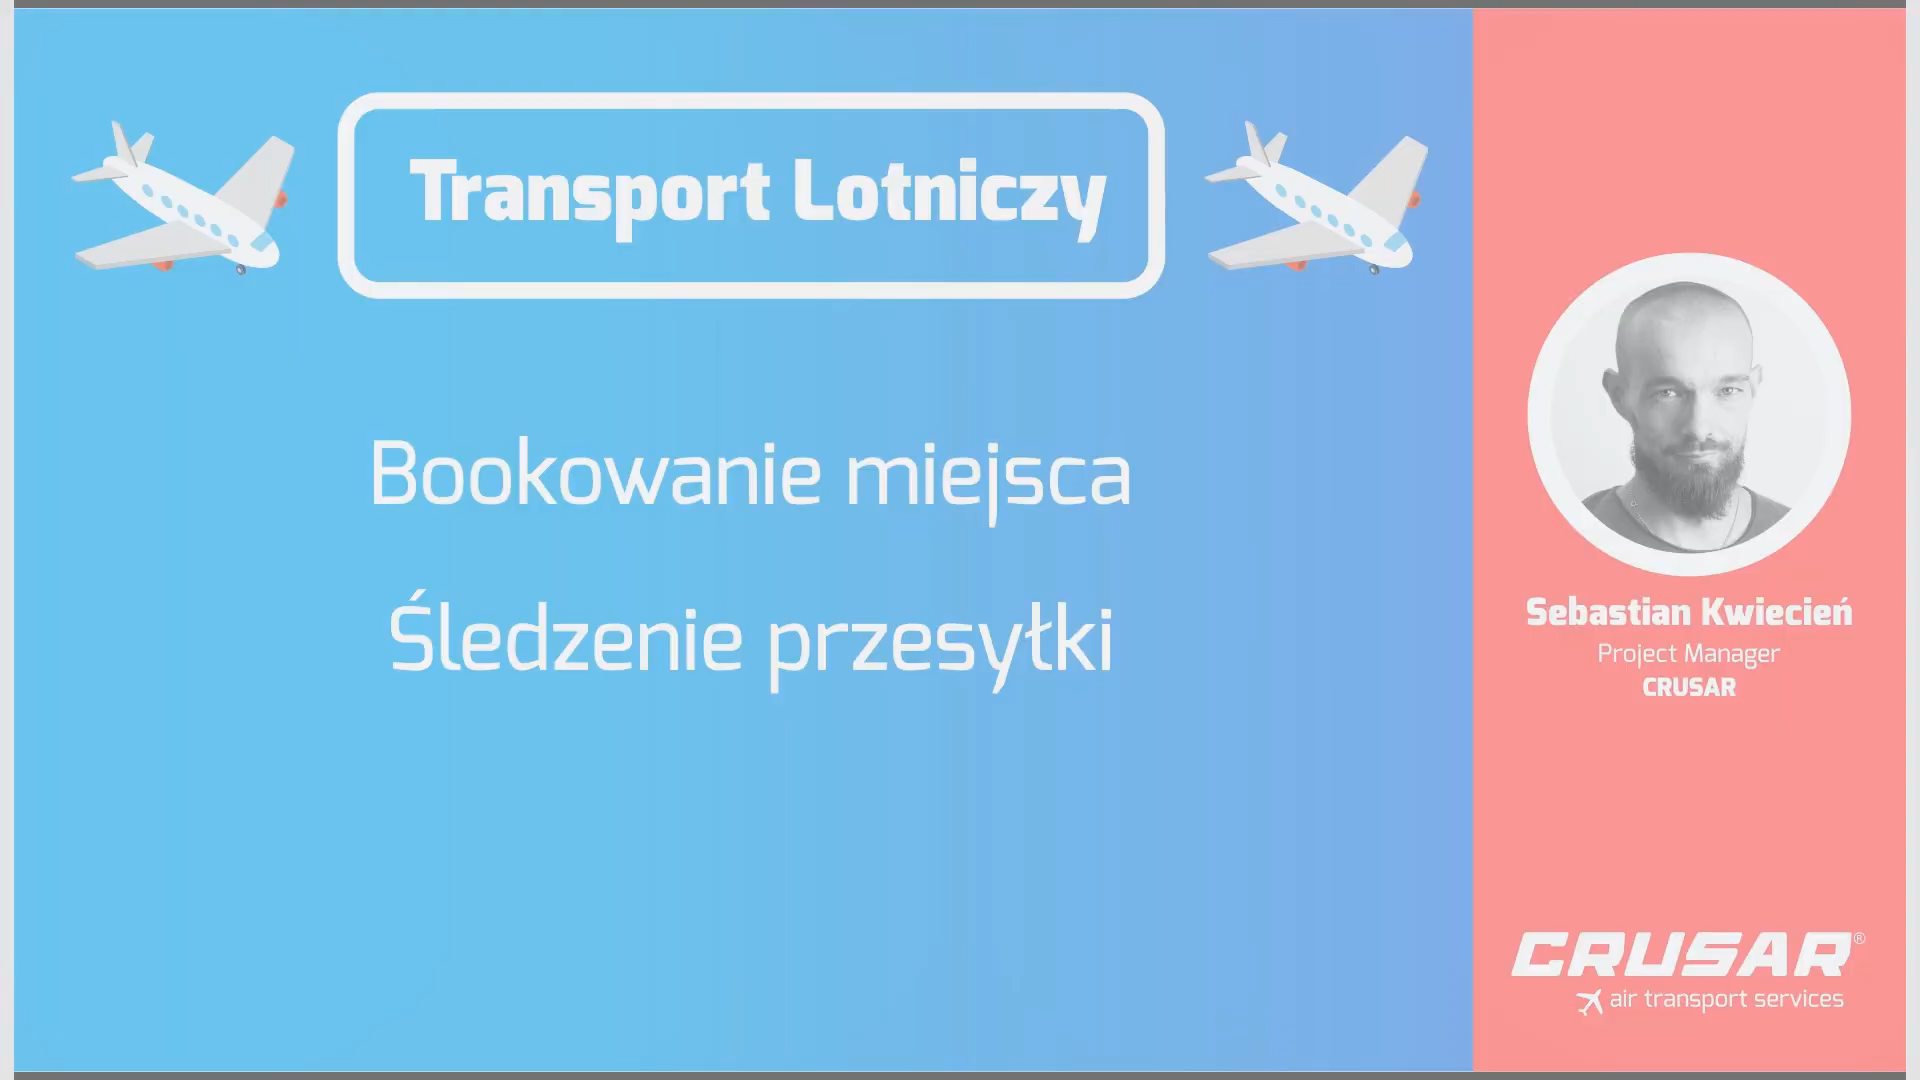 Transport Lotniczy
Bookowanie miejsca
Śledzenie przesyłki
Sebastian Kwiecień
Project Manager
CRUSAR
CRUSAR®
air transport services